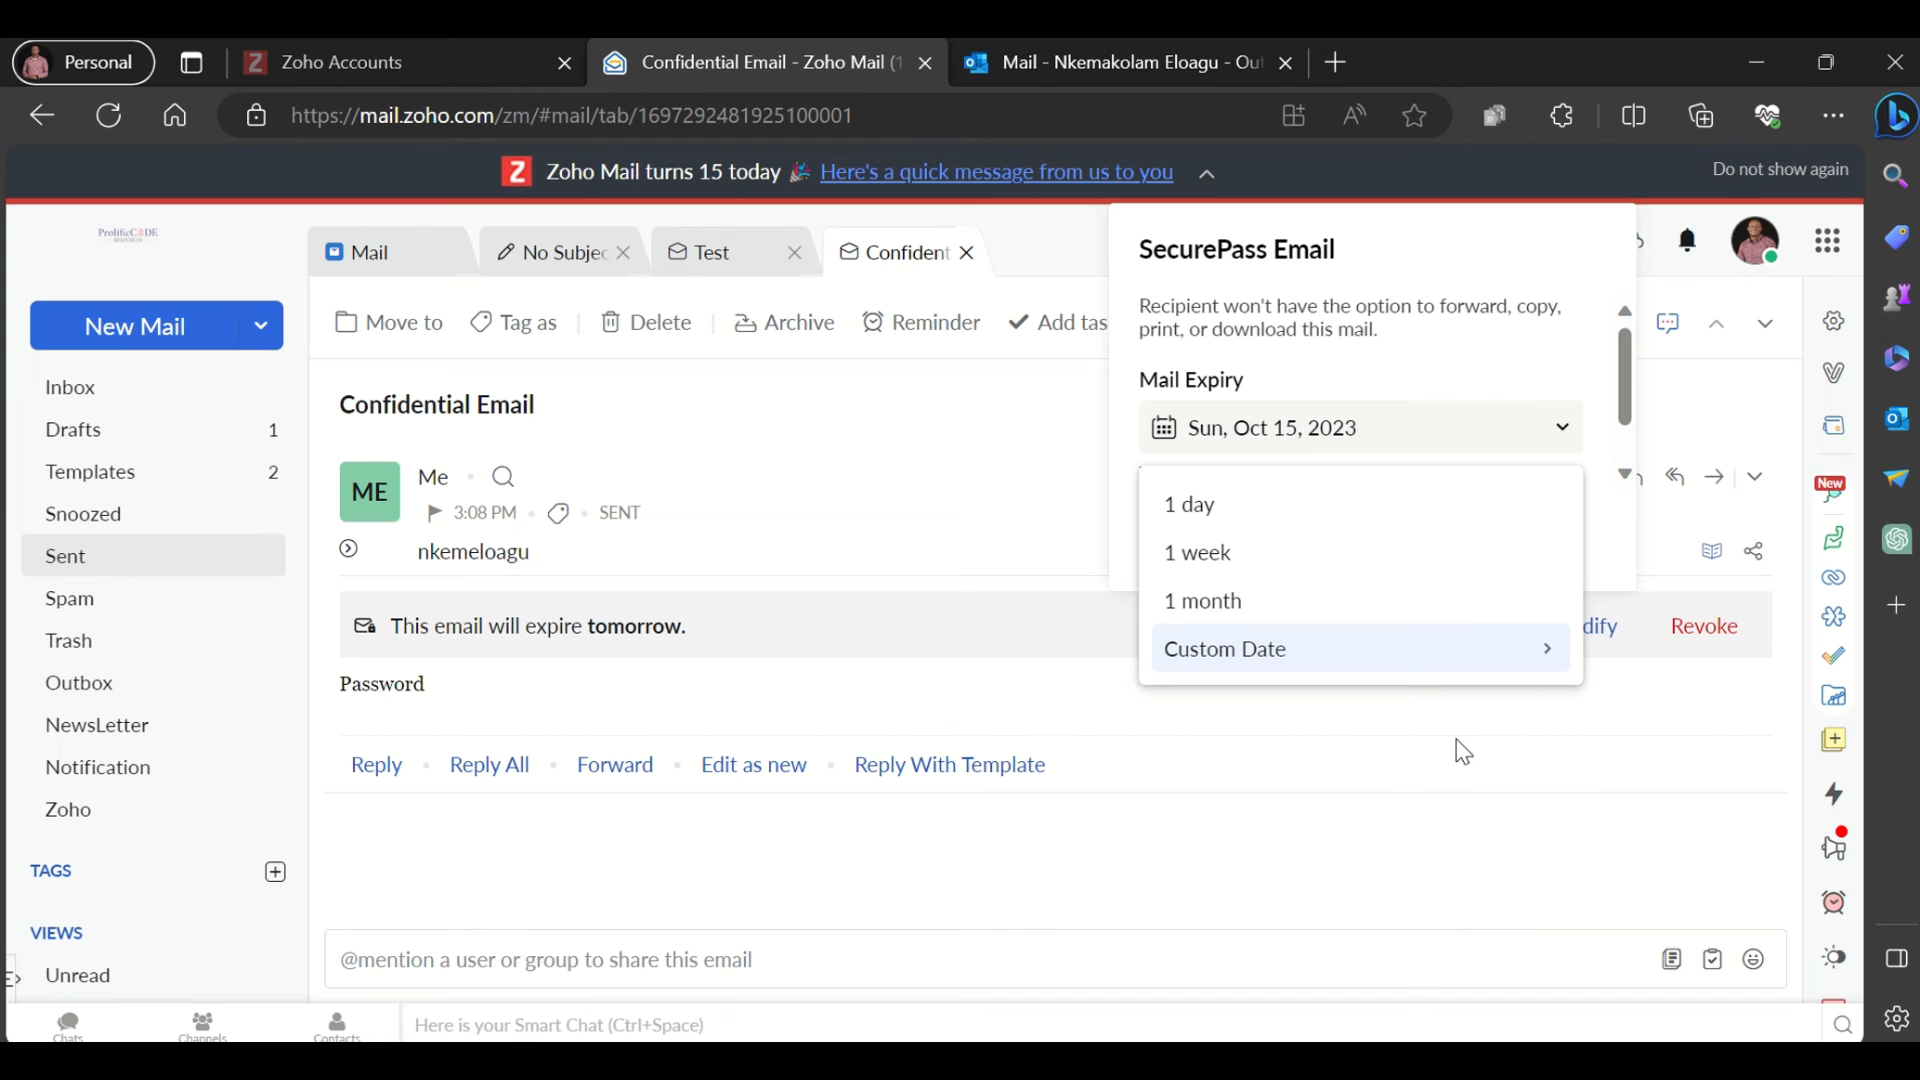 Personal
Zoho Accounts
Confidential Email - Zoho Mail (1
Mail - Nkemakolam Eloagu - Out
https://mail.zoho.com/zm/#mail/tab/1697292481925100001
Z Zoho Mail turns 15 today 🎉 Here's a quick message from us to you
Do not show again
ProlificCODE
RESOURCES
Mail
No Subjec
Test
Confident
New Mail
Move to
Tag as
Delete
Archive
Reminder
Add tas
SecurePass Email
Recipient won't have the option to forward, copy,
print, or download this mail.
Mail Expiry
Sun, Oct 15, 2023
1 day
1 week
1 month
Custom Date
Inbox
Drafts 1
Templates 2
Snoozed
Sent
Spam
Trash
Outbox
NewsLetter
Notification
Zoho
TAGS
VIEWS
Unread
Confidential Email
ME
Me
3:08 PM • SENT
nkemeloagu
This email will expire tomorrow.
dify
Revoke
Password
Reply • Reply All • Forward • Edit as new • Reply With Template
@mention a user or group to share this email
New
Chats
Channels
Contacts
Here is your Smart Chat (Ctrl+Space)